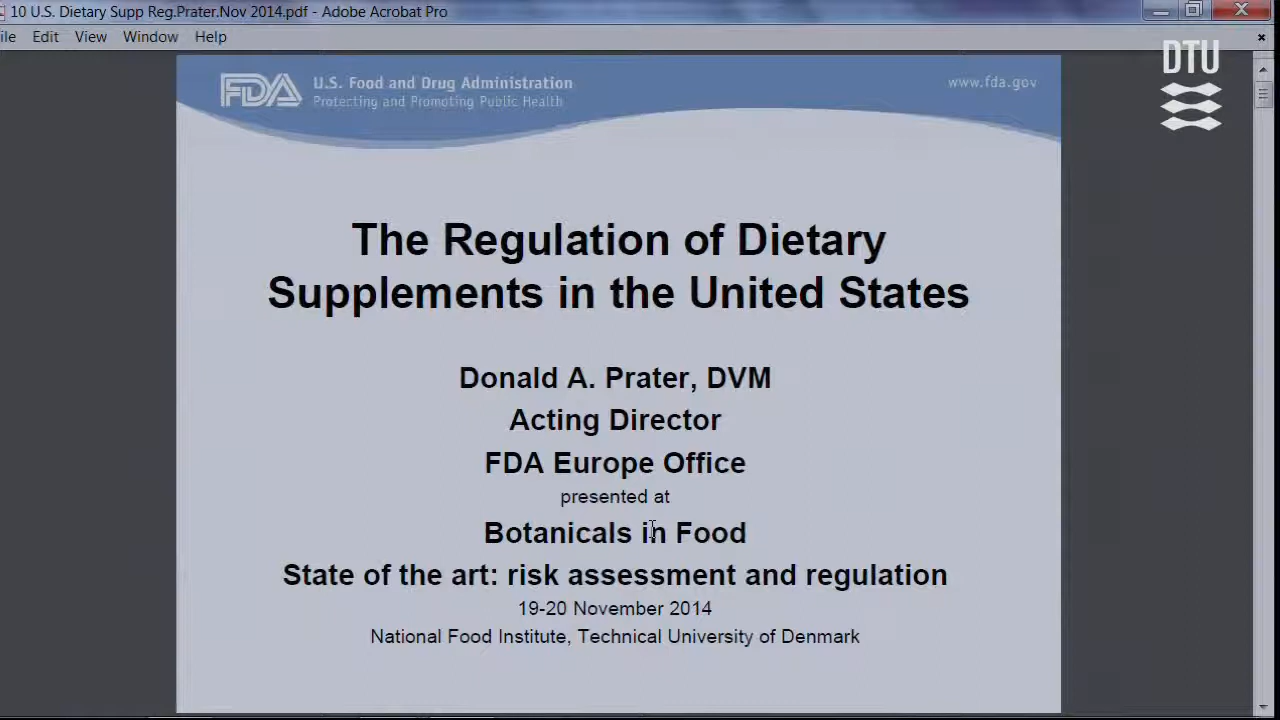 10 U.S. Dietary Supp Reg.Prater.Nov 2014.pdf - Adobe Acrobat Pro
ile Edit View Window Help
DTU
FDA U.S. Food and Drug Administration
Protecting and Promoting Public Health
www.fda.gov
The Regulation of Dietary
Supplements in the United States
Donald A. Prater, DVM
Acting Director
FDA Europe Office
presented at
Botanicals in Food
State of the art: risk assessment and regulation
19-20 November 2014
National Food Institute, Technical University of Denmark